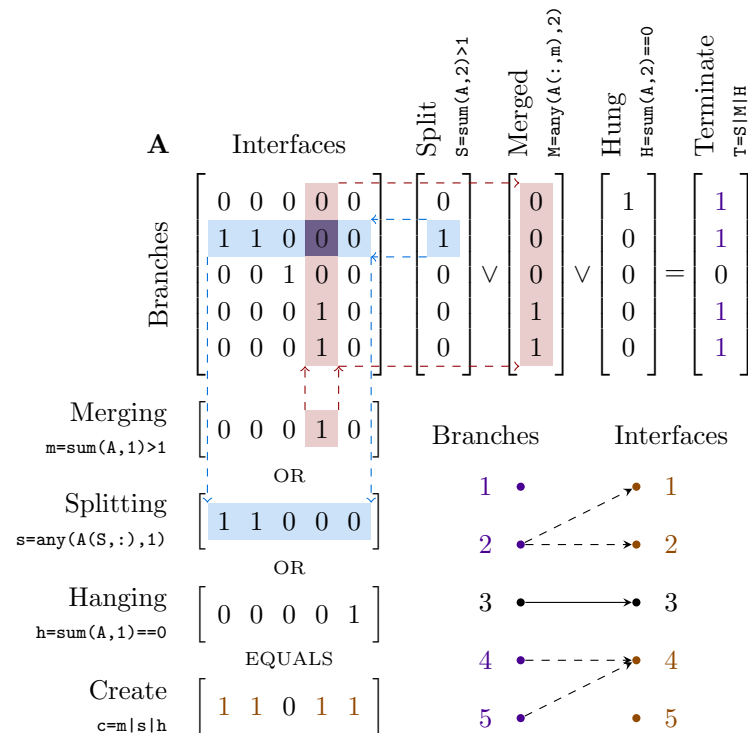 Split
S=sum(A,2)>1
Merged
M=any(A(:,m),2)
Hung
H=sum(A,2)==0
Terminate
T=S|M|H
A Interfaces
Branches
0 0 0 0 0 0 0 1 1
1 1 0 0 0 1 0 0 1
0 0 1 0 0 0 ∨ 0 ∨ 0 = 0
0 0 0 1 0 0 1 0 1
0 0 0 1 0 0 1 0 1
Merging
m=sum(A,1)>1
0 0 0 1 0
OR
Splitting
s=any(A(S,:),1)
1 1 0 0 0
OR
Hanging
h=sum(A,1)==0
0 0 0 0 1
EQUALS
Create
c=m|s|h
1 1 0 1 1
Branches Interfaces
1 1
2 2
3 3
4 4
5 5